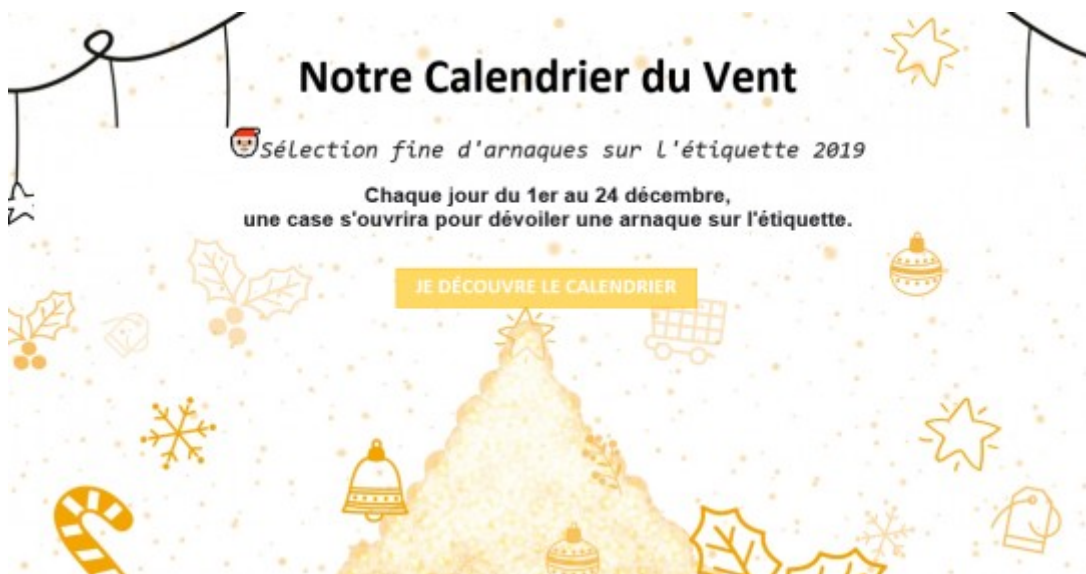 Notre Calendrier du Vent
Sélection fine d'arnaques sur l'étiquette 2019
Chaque jour du 1er au 24 décembre,
une case s'ouvrira pour dévoiler une arnaque sur l'étiquette.
JE DÉCOUVRE LE CALENDRIER